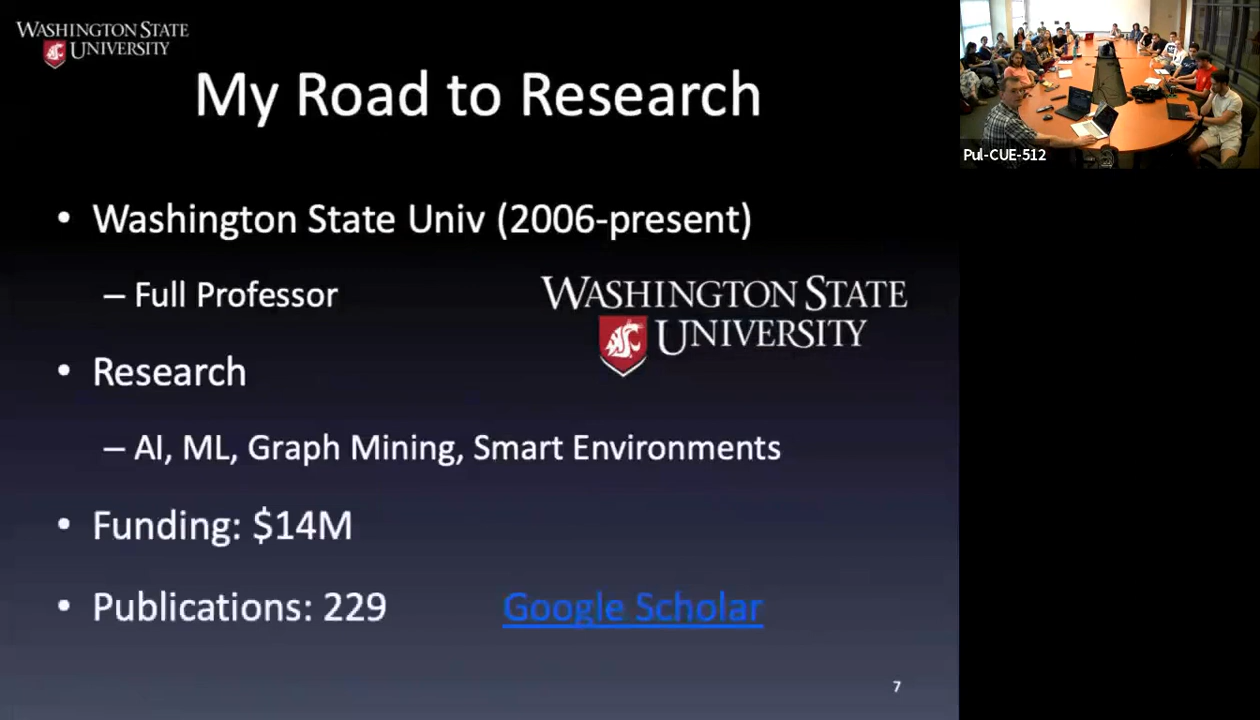 WASHINGTON STATE
UNIVERSITY
My Road to Research
• Washington State Univ (2006-present)
– Full Professor
WASHINGTON STATE
UNIVERSITY
• Research
– AI, ML, Graph Mining, Smart Environments
• Funding: $14M
• Publications: 229 Google Scholar
7
Pul-CUE-512